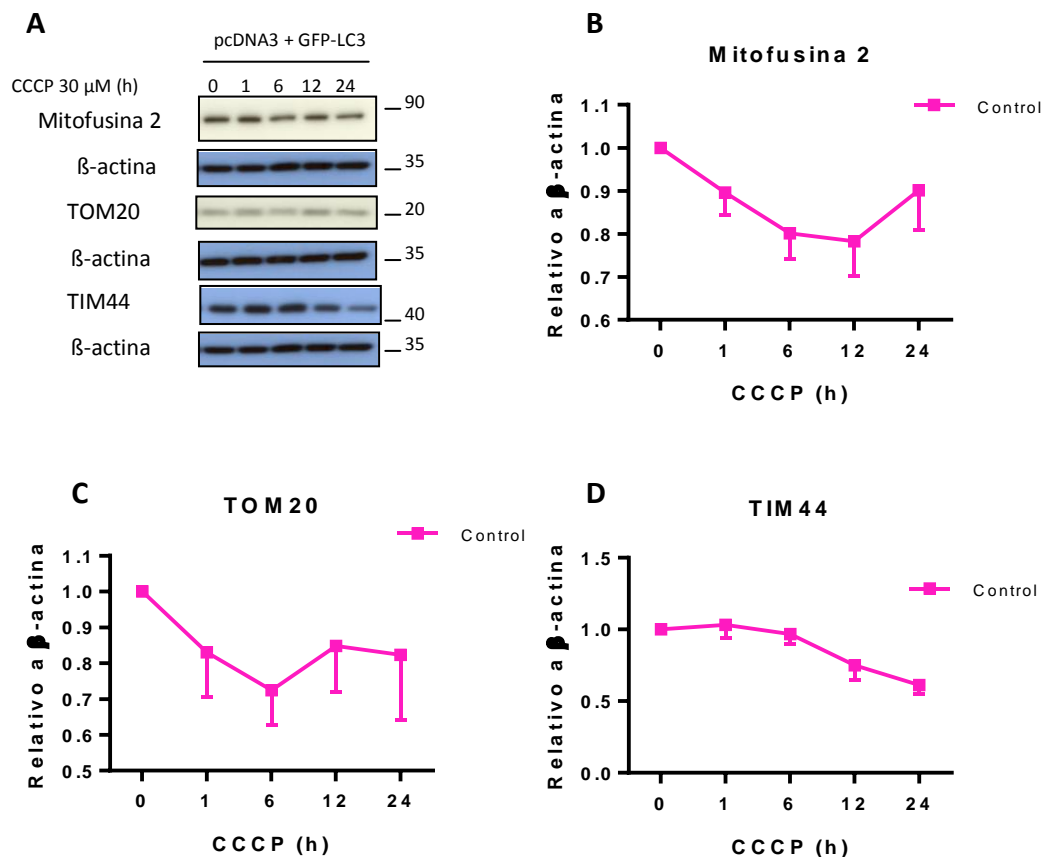 A
pcDNA3 + GFP-LC3
CCCP 30 µM (h) 0 1 6 12 24
Mitofusina 2 90
ß-actina 35
TOM20 20
ß-actina 35
TIM44 40
ß-actina 35
B
Mitofusina 2
Control
Relativo a β-actina
1.1
1.0
0.9
0.8
0.7
0.6
0 1 6 12 24
CCCP (h)
C
TOM20
Control
Relativo a β-actina
1.1
1.0
0.9
0.8
0.7
0.6
0.5
0 1 6 12 24
CCCP (h)
D
TIM44
Control
Relativo a β-actina
1.5
1.0
0.5
0.0
0 1 6 12 24
CCCP (h)